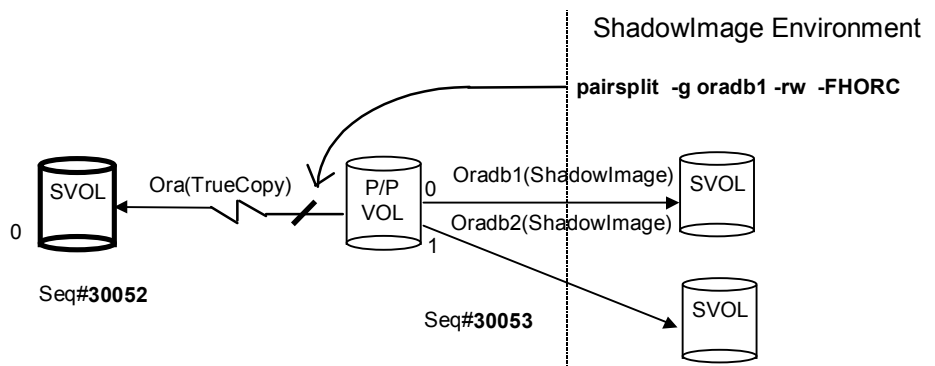 ShadowImage Environment
pairsplit -g oradb1 -rw -FHORC
SVOL
Ora(TrueCopy)
P/P
VOL
0
Oradb1(ShadowImage)
SVOL
Oradb2(ShadowImage)
0
1
Seq#30052
Seq#30053
SVOL